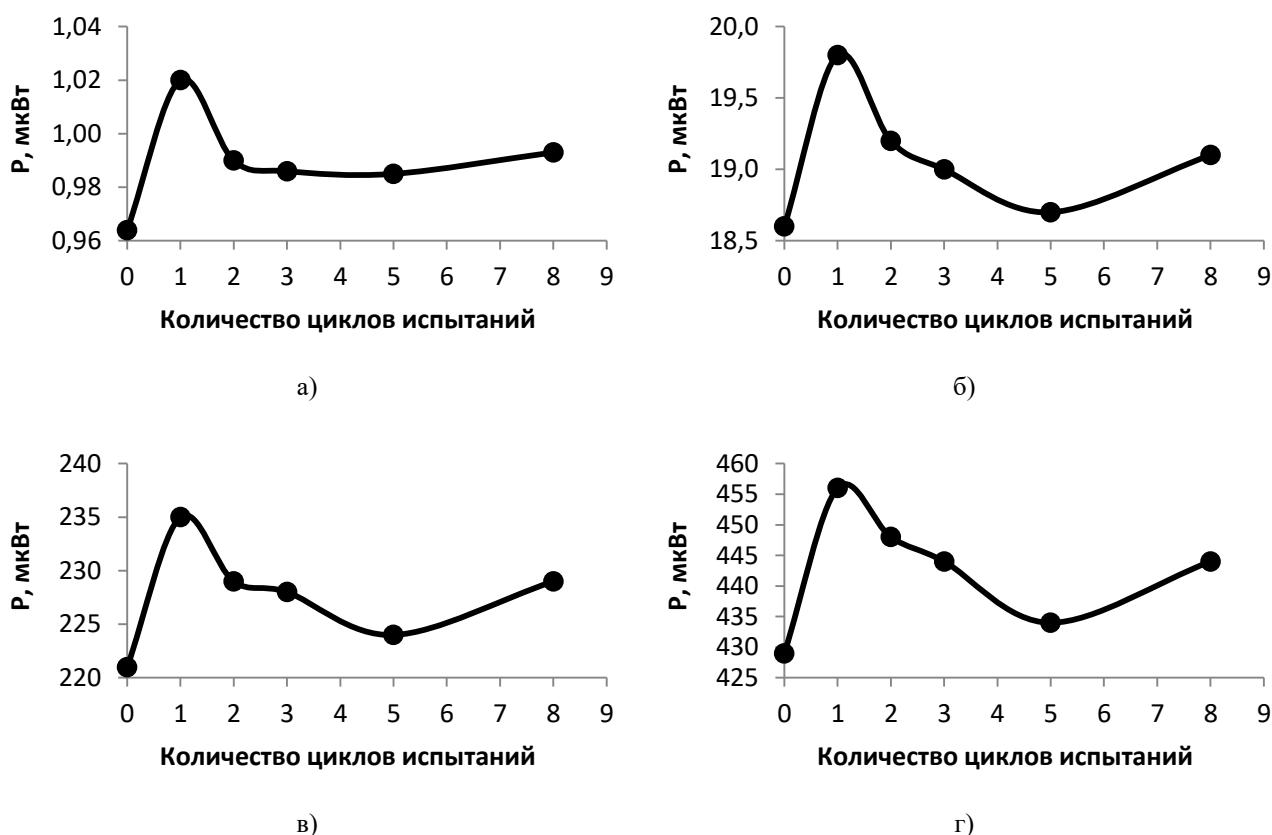 1,04
1,02
1,00
0,98
0,96
Р, мкВт
0 1 2 3 4 5 6 7 8 9
Количество циклов испытаний
а)
20,0
19,5
19,0
18,5
Р, мкВт
0 1 2 3 4 5 6 7 8 9
Количество циклов испытаний
б)
240
235
230
225
220
Р, мкВт
0 1 2 3 4 5 6 7 8 9
Количество циклов испытаний
в)
460
455
450
445
440
435
430
425
Р, мкВт
0 1 2 3 4 5 6 7 8 9
Количество циклов испытаний
г)